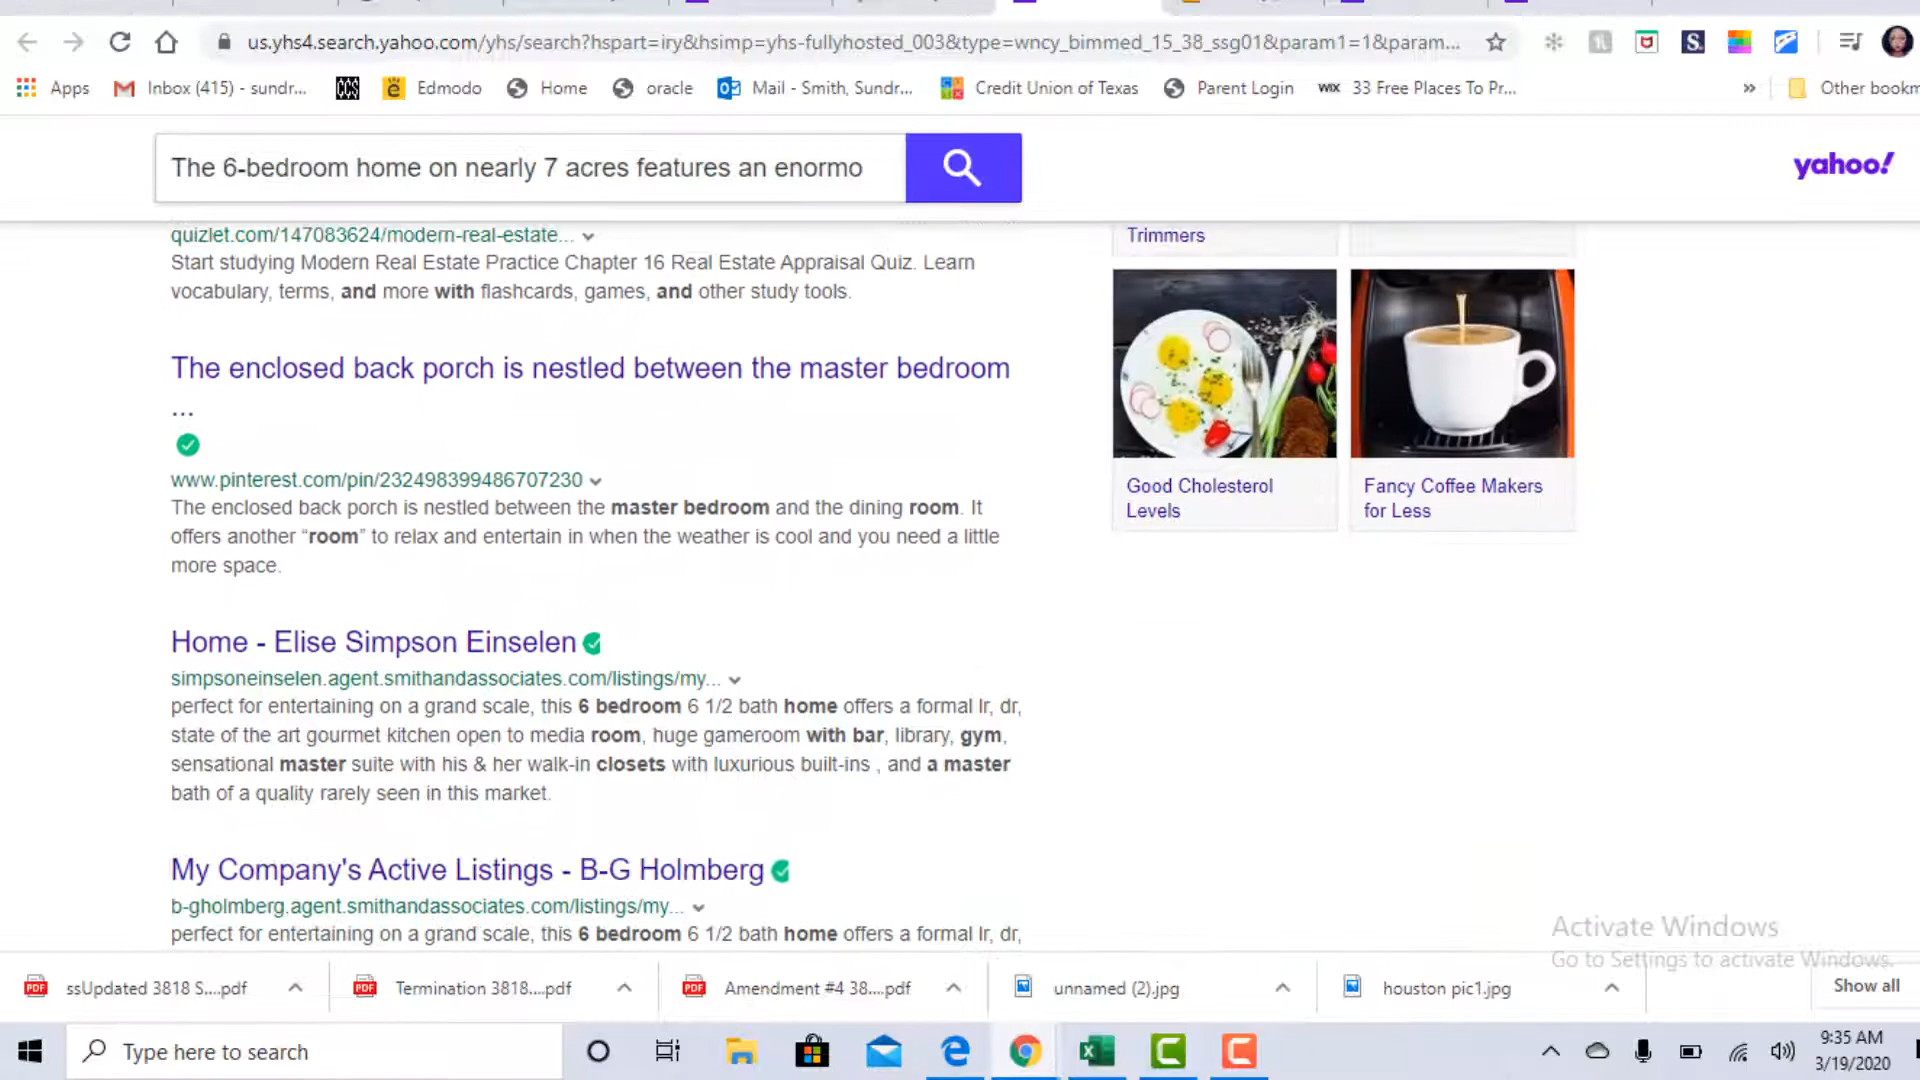 us.yhs4.search.yahoo.com/yhs/search?hspart=iry&hsimp=yhs-fullyhosted_003&type=wncy_bimmed_15_38_ssg01&param1=1&param...
Apps
Inbox (415) - sundr...
CCS
Edmodo
Home
oracle
Mail - Smith, Sundr...
Credit Union of Texas
Parent Login
WIX
33 Free Places To Pr...
»
Other bookm
The 6-bedroom home on nearly 7 acres features an enormo
yahoo!
quizlet.com/147083624/modern-real-estate...
Start studying Modern Real Estate Practice Chapter 16 Real Estate Appraisal Quiz. Learn
vocabulary, terms, and more with flashcards, games, and other study tools.
The enclosed back porch is nestled between the master bedroom
...
www.pinterest.com/pin/232498399486707230
The enclosed back porch is nestled between the master bedroom and the dining room. It
offers another “room” to relax and entertain in when the weather is cool and you need a little
more space.
Home - Elise Simpson Einselen
simpsoneinselen.agent.smithandassociates.com/listings/my...
perfect for entertaining on a grand scale, this 6 bedroom 6 1/2 bath home offers a formal lr, dr,
state of the art gourmet kitchen open to media room, huge gameroom with bar, library, gym,
sensational master suite with his & her walk-in closets with luxurious built-ins , and a master
bath of a quality rarely seen in this market.
My Company's Active Listings - B-G Holmberg
b-gholmberg.agent.smithandassociates.com/listings/my...
perfect for entertaining on a grand scale, this 6 bedroom 6 1/2 bath home offers a formal lr, dr,
Trimmers
Good Cholesterol
Levels
Fancy Coffee Makers
for Less
Activate Windows
Go to Settings to activate Windows.
ssUpdated 3818 S....pdf
Termination 3818....pdf
Amendment #4 38....pdf
unnamed (2).jpg
houston pic1.jpg
Show all
Type here to search
9:35 AM
3/19/2020